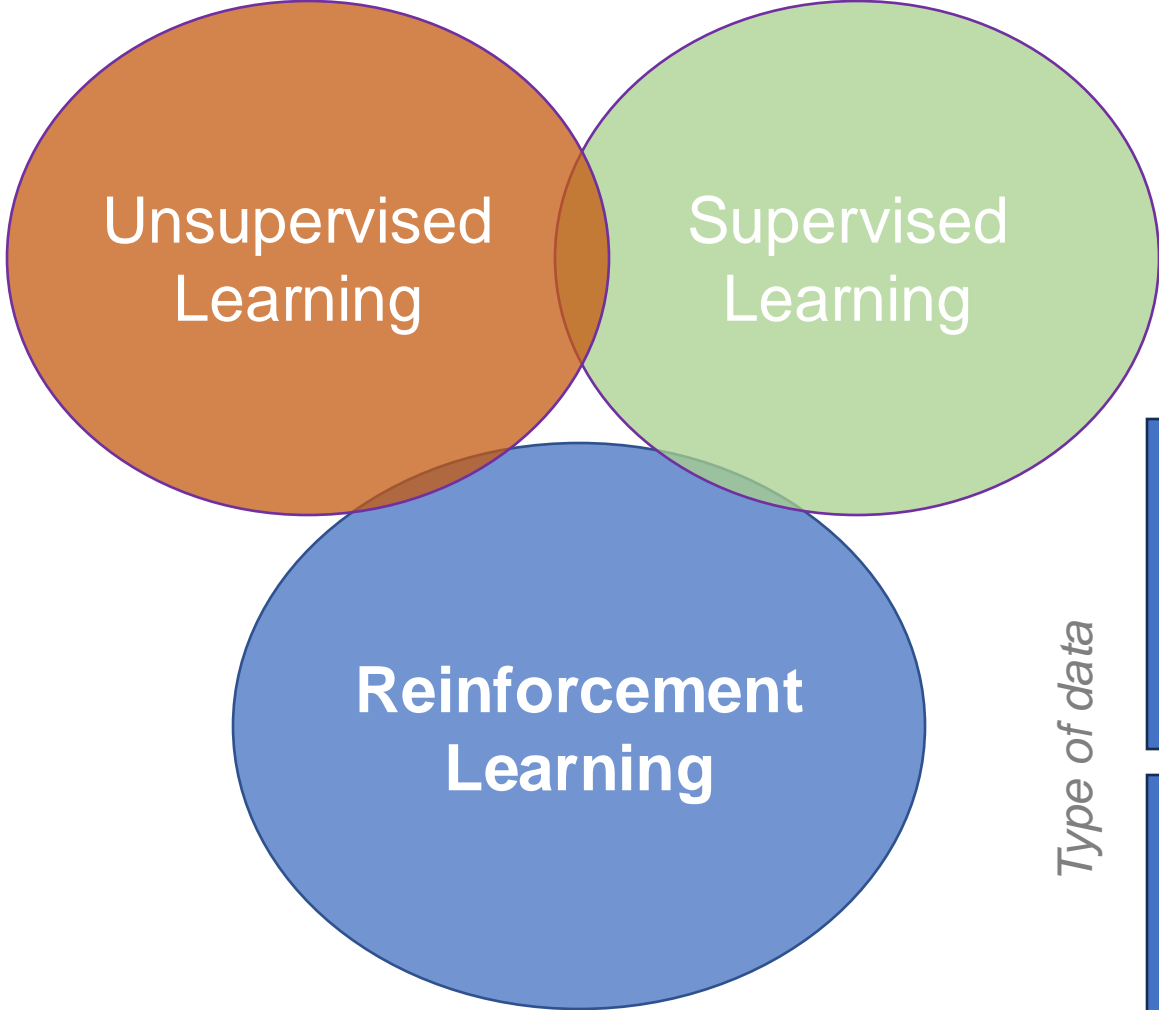 Unsupervised
Learning
Supervised
Learning
Reinforcement
Learning
Type of data